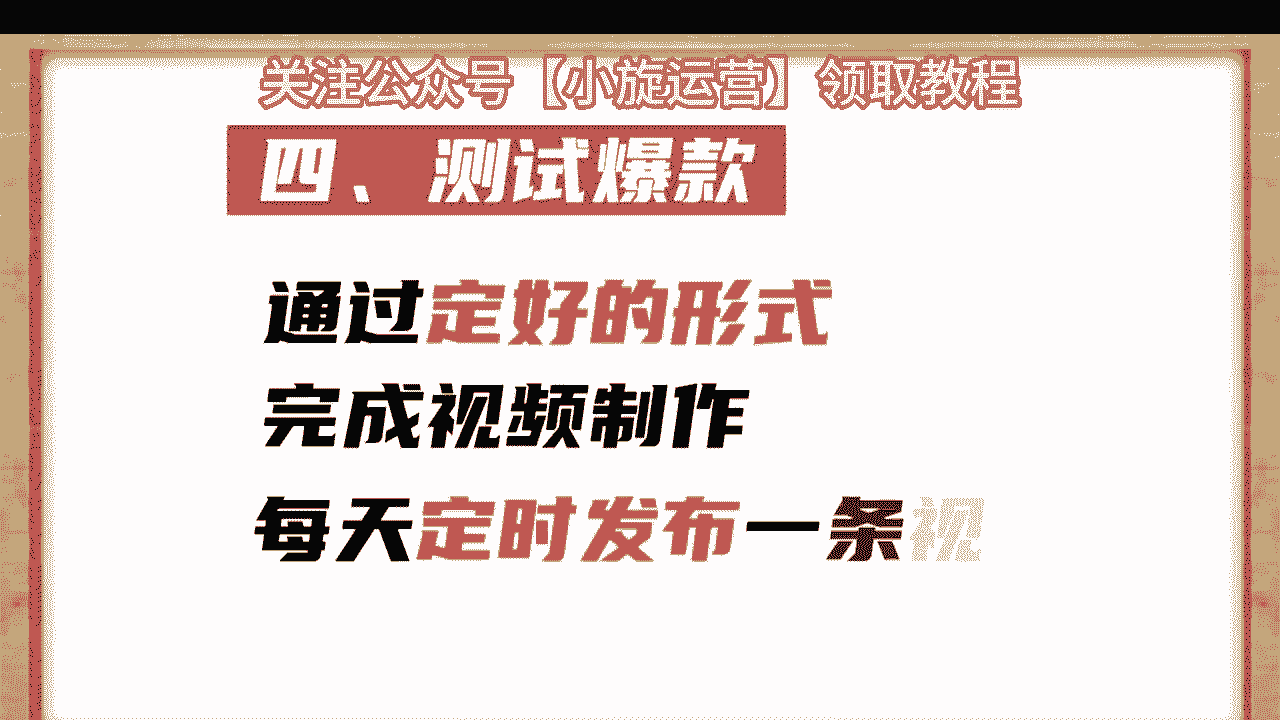 关注公众号【小旋运营】领取教程
四、测试爆款
通过定好的形式
完成视频制作
每天定时发布一条视